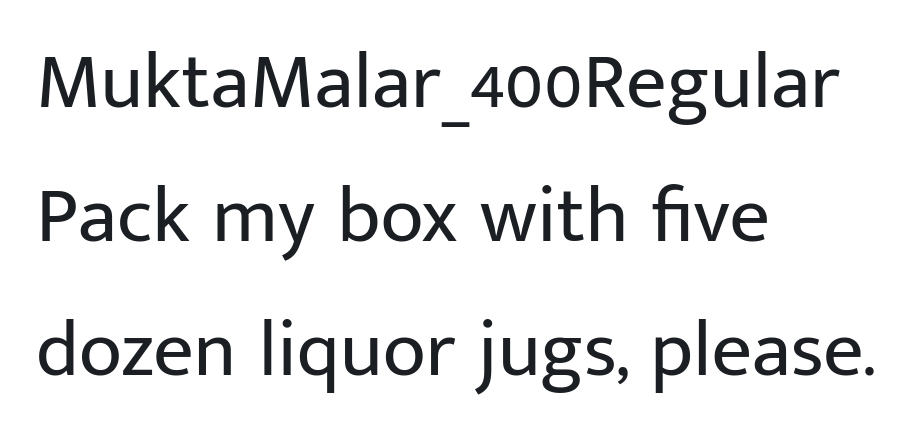 MuktaMalar_400Regular
Pack my box with five
dozen liquor jugs, please.